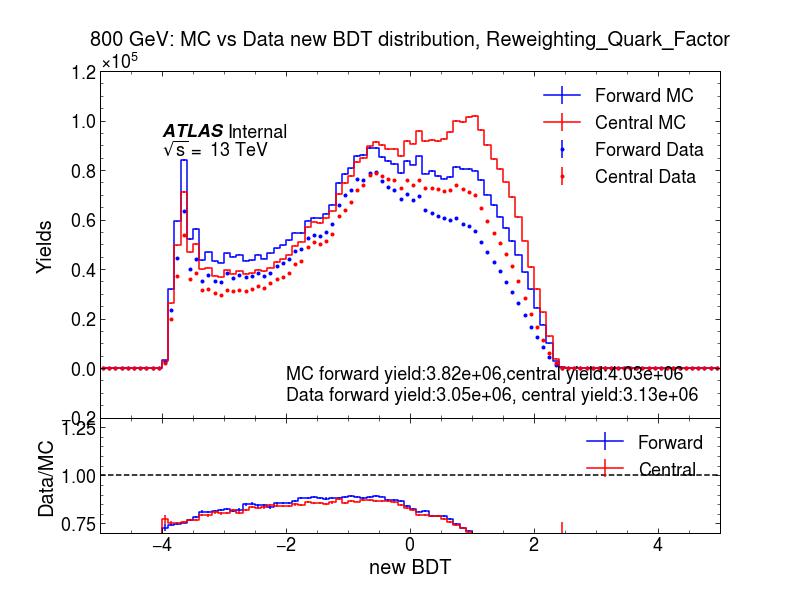 800 GeV: MC vs Data new BDT distribution, Reweighting_Quark_Factor
×10⁵
1.2
1.0
0.8
0.6
0.4
0.2
0.0
0.2
Yields
ATLAS Internal
√s = 13 TeV
Forward MC
Central MC
Forward Data
Central Data
MC forward yield:3.82e+06,central yield:4.03e+06
Data forward yield:3.05e+06, central yield:3.13e+06
1.25
1.00
0.75
Data/MC
Forward
Central
−4 −2 0 2 4
new BDT